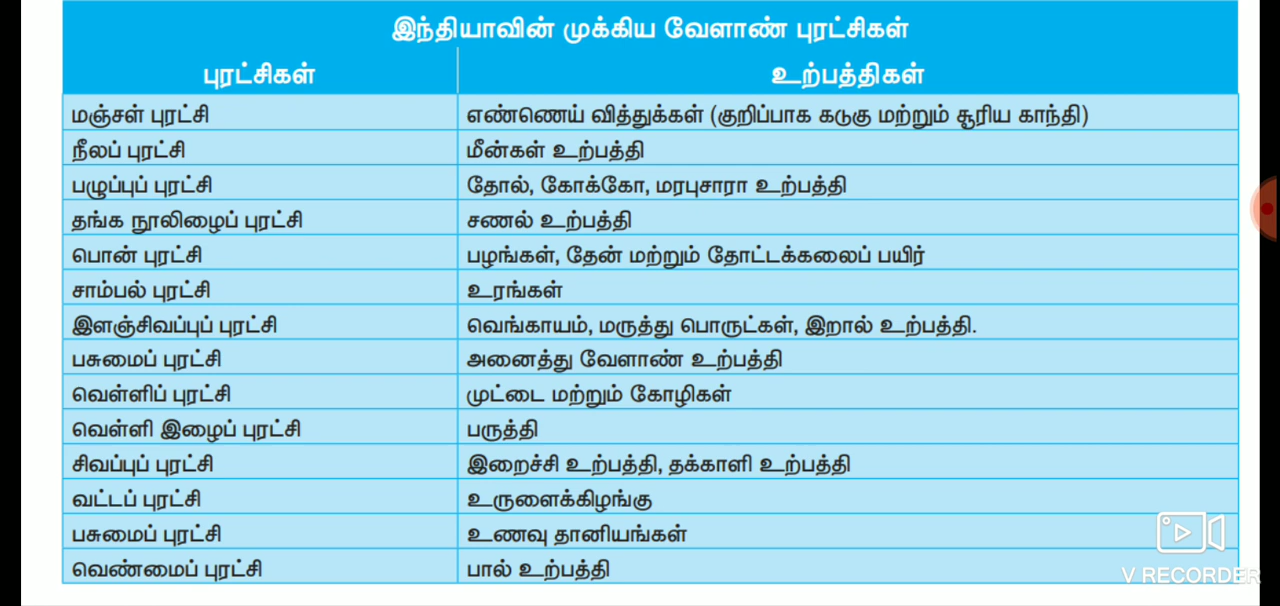 இந்தியாவின் முக்கிய வேளாண் புரட்சிகள்
புரட்சிகள் உற்பத்திகள்
மஞ்சள் புரட்சி எண்ணெய் வித்துக்கள் (குறிப்பாக கடுகு மற்றும் சூரிய காந்தி)
நீலப் புரட்சி மீன்கள் உற்பத்தி
பழுப்புப் புரட்சி தோல், கோக்கோ, மரபுசாரா உற்பத்தி
தங்க நூலிழைப் புரட்சி சணல் உற்பத்தி
பொன் புரட்சி பழங்கள், தேன் மற்றும் தோட்டக்கலைப் பயிர்
சாம்பல் புரட்சி உரங்கள்
இளஞ்சிவப்புப் புரட்சி வெங்காயம், மருத்து பொருட்கள், இறால் உற்பத்தி.
பசுமைப் புரட்சி அனைத்து வேளாண் உற்பத்தி
வெள்ளிப் புரட்சி முட்டை மற்றும் கோழிகள்
வெள்ளி இழைப் புரட்சி பருத்தி
சிவப்புப் புரட்சி இறைச்சி உற்பத்தி, தக்காளி உற்பத்தி
வட்டப் புரட்சி உருளைக்கிழங்கு
பசுமைப் புரட்சி உணவு தானியங்கள்
வெண்மைப் புரட்சி பால் உற்பத்தி
V RECORDER